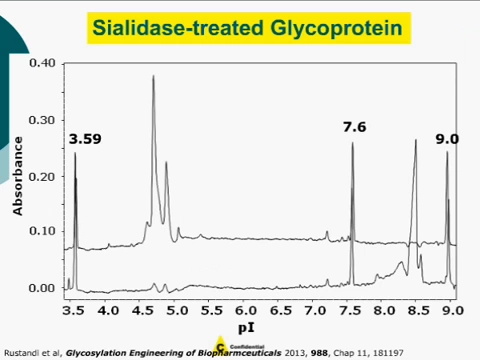 Sialidase-treated Glycoprotein
0.40
0.30
0.20
0.10
0.00
Absorbance
3.59
7.6
9.0
3.5 4.0 4.5 5.0 5.5 6.0 6.5 7.0 7.5 8.0 8.5 9.0
pI
C Confidential
Rustandi et al, Glycosylation Engineering of Biopharmceuticals 2013, 988, Chap 11, 181197